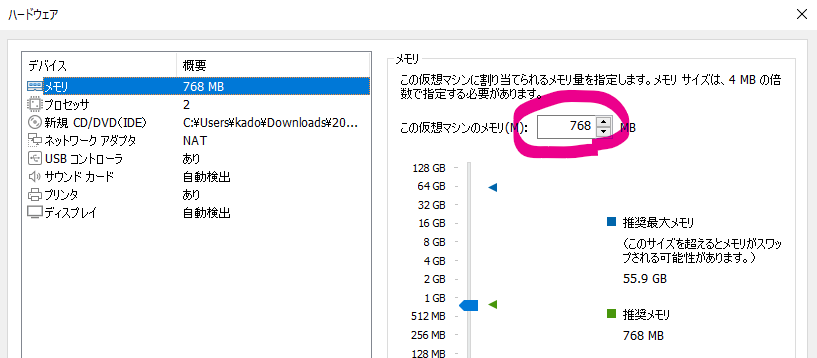 ハードウェア
デバイス 概要
メモリ 768 MB
プロセッサ 2
新規 CD/DVD(IDE) C:¥Users¥kado¥Downloads¥20...
ネットワーク アダプタ NAT
USB コントローラ あり
サウンド カード 自動検出
プリンタ あり
ディスプレイ 自動検出
メモリ
この仮想マシンに割り当てられるメモリ量を指定します。メモリ サイズは、4 MB の倍
数で指定する必要があります。
この仮想マシンのメモリ(M): 768 MB
128 GB
64 GB
32 GB
16 GB
8 GB
4 GB
2 GB
1 GB
512 MB
256 MB
128 MB
推奨最大メモリ
(このサイズを超えるとメモリがスワッ
プされる可能性があります。)
55.9 GB
推奨メモリ
768 MB